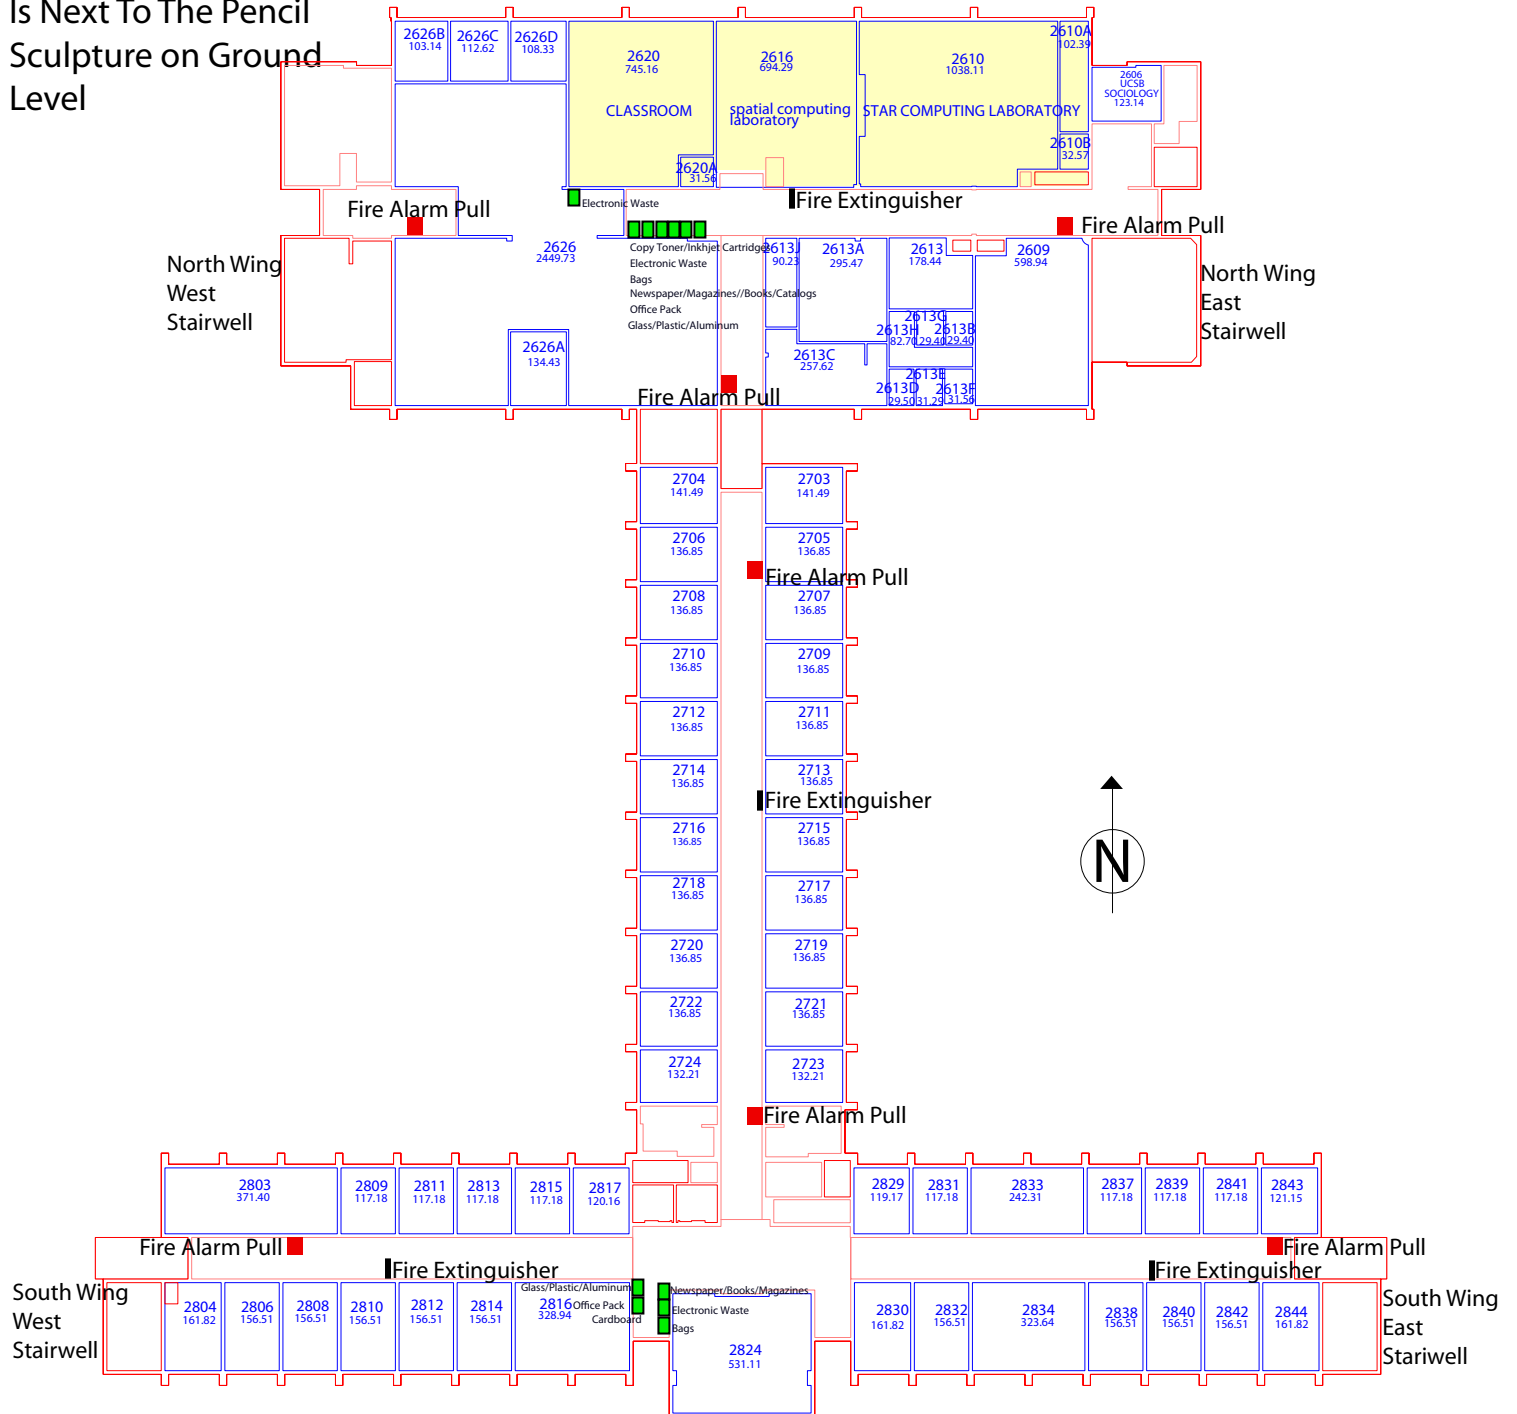 Is Next To The Pencil
Sculpture on Ground
Level
2626B
103.14
2626C
112.62
2626D
108.33
2620
745.16
CLASSROOM
2620A
31.56
2616
694.29
spatial computing
laboratory
2610
1038.11
STAR COMPUTING LABORATORY
2610A
102.39
2610B
32.57
2606
UCSB
SOCIOLOGY
123.14
Fire Alarm Pull
Electronic Waste
Fire Extinguisher
Fire Alarm Pull
North Wing
West
Stairwell
2626
2449.73
2626A
134.43
Copy Toner/Inkhjet Cartridges
Electronic Waste
Bags
Newspaper/Magazines//Books/Catalogs
Office Pack
Glass/Plastic/Aluminum
2613J
90.23
2613A
295.47
2613
178.44
2609
598.94
2613G
29.40
2613H
82.70
2613B
29.40
2613C
257.62
2613E
31.29
2613D
29.50
2613F
31.56
North Wing
East
Stairwell
Fire Alarm Pull
2704
141.49
2703
141.49
2706
136.85
2705
136.85
Fire Alarm Pull
2708
136.85
2707
136.85
2710
136.85
2709
136.85
2712
136.85
2711
136.85
2714
136.85
2713
136.85
Fire Extinguisher
2716
136.85
2715
136.85
2718
136.85
2717
136.85
2720
136.85
2719
136.85
2722
136.85
2721
136.85
2724
132.21
2723
132.21
N
Fire Alarm Pull
2803
371.40
2809
117.18
2811
117.18
2813
117.18
2815
117.18
2817
120.16
2829
119.17
2831
117.18
2833
242.31
2837
117.18
2839
117.18
2841
117.18
2843
121.15
Fire Alarm Pull
Fire Extinguisher
Fire Alarm Pull
Fire Extinguisher
South Wing
West
Stairwell
2804
161.82
2806
156.51
2808
156.51
2810
156.51
2812
156.51
2814
156.51
2816
328.94
Glass/Plastic/Aluminum
Office Pack
Cardboard
Newspaper/Books/Magazines
Electronic Waste
Bags
2824
531.11
2830
161.82
2832
156.51
2834
323.64
2838
156.51
2840
156.51
2842
156.51
2844
161.82
South Wing
East
Stariwell